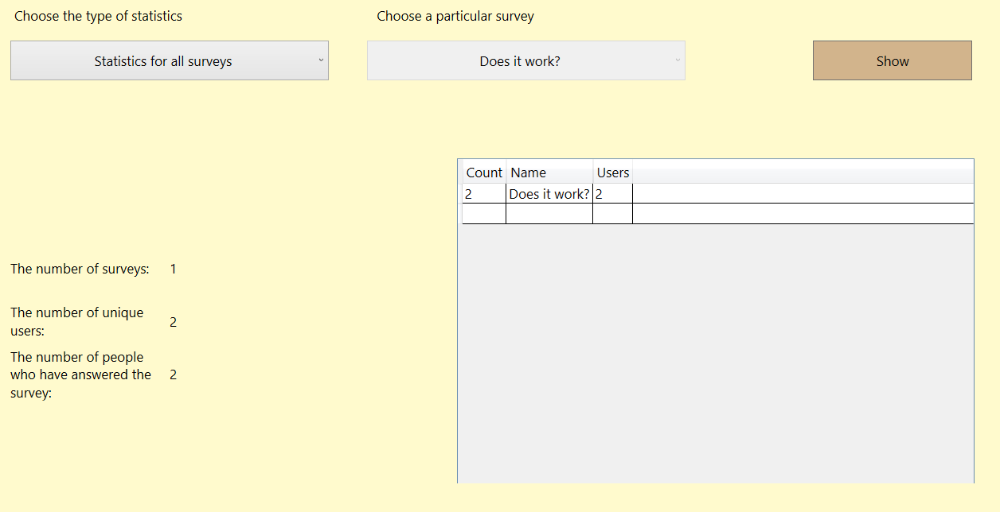 Choose the type of statistics
Choose a particular survey
Statistics for all surveys
Does it work?
Show
Count Name Users
2 Does it work? 2
The number of surveys: 1
The number of unique
users:
2
The number of people
who have answered the
survey:
2